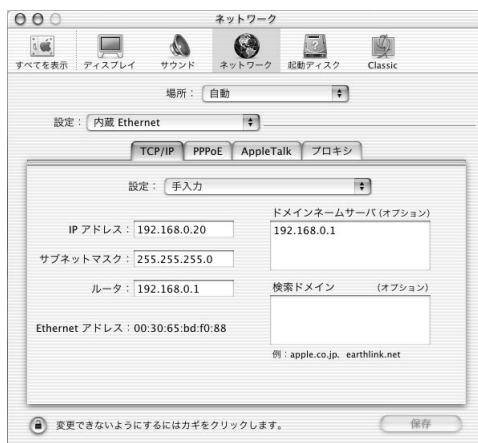 ネットワーク
すべてを表示 ディスプレイ サウンド ネットワーク 起動ディスク Classic
場所： 自動
設定： 内蔵 Ethernet
TCP/IP PPPoE AppleTalk プロキシ
設定： 手入力
ドメインネームサーバ (オプション)
IP アドレス： 192.168.0.20
192.168.0.1
サブネットマスク： 255.255.255.0
ルータ： 192.168.0.1
検索ドメイン (オプション)
Ethernet アドレス：00:30:65:bd:f0:88
例：apple.co.jp、earthlink.net
変更できないようにするにはカギをクリックします。
保存